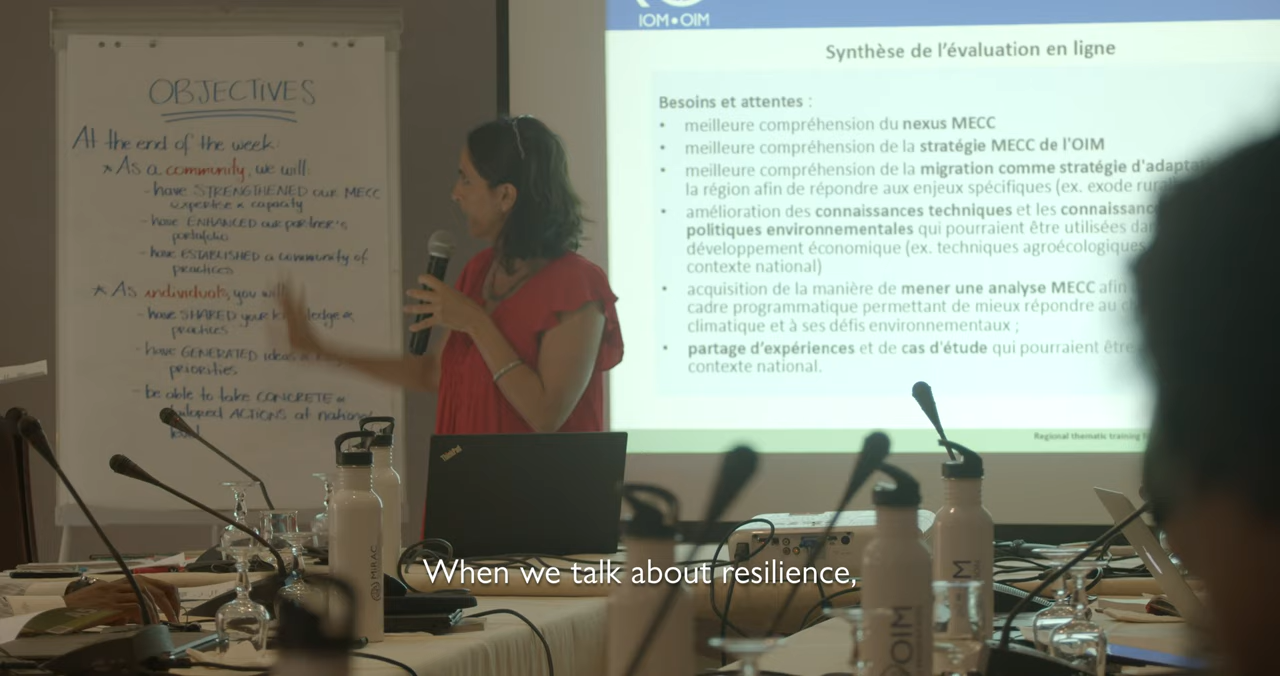 OBJECTIVES
At the end of the week:
* As a community, we will:
- have STRENGTHENED our MECC
expertise & capacity
- have ENHANCED our partner's
portafolio
- have ESTABLISHED a community of
practices
* As individuals, you will
- have SHARED your
practices
- have GENERATED ideas &
priorities
- be able to take CONCRETE &
ACTIONS at national
level
IOM•OIM
Synthèse de l'évaluation en ligne
Besoins et attentes :
• meilleure compréhension du nexus MECC
• meilleure compréhension de la stratégie MECC de l'OIM
• meilleure compréhension de la migration comme stratégie
la région afin de répondre aux enjeux spécifiques (ex. exode
• amélioration des connaissances techniques et les
politiques environnementales qui pourraient être utilisées
développement économique (ex. techniques agroécologiques
contexte national)
• acquisition de la manière de mener une analyse MECC afin
cadre programmatique permettant de mieux répondre au
climatique et à ses défis environnementaux ;
• partage d'expériences et de cas d'étude qui pourraient être
contexte national.
Regional thematic training
ThinkPad
MiRAC
OIM
When we talk about resilience,